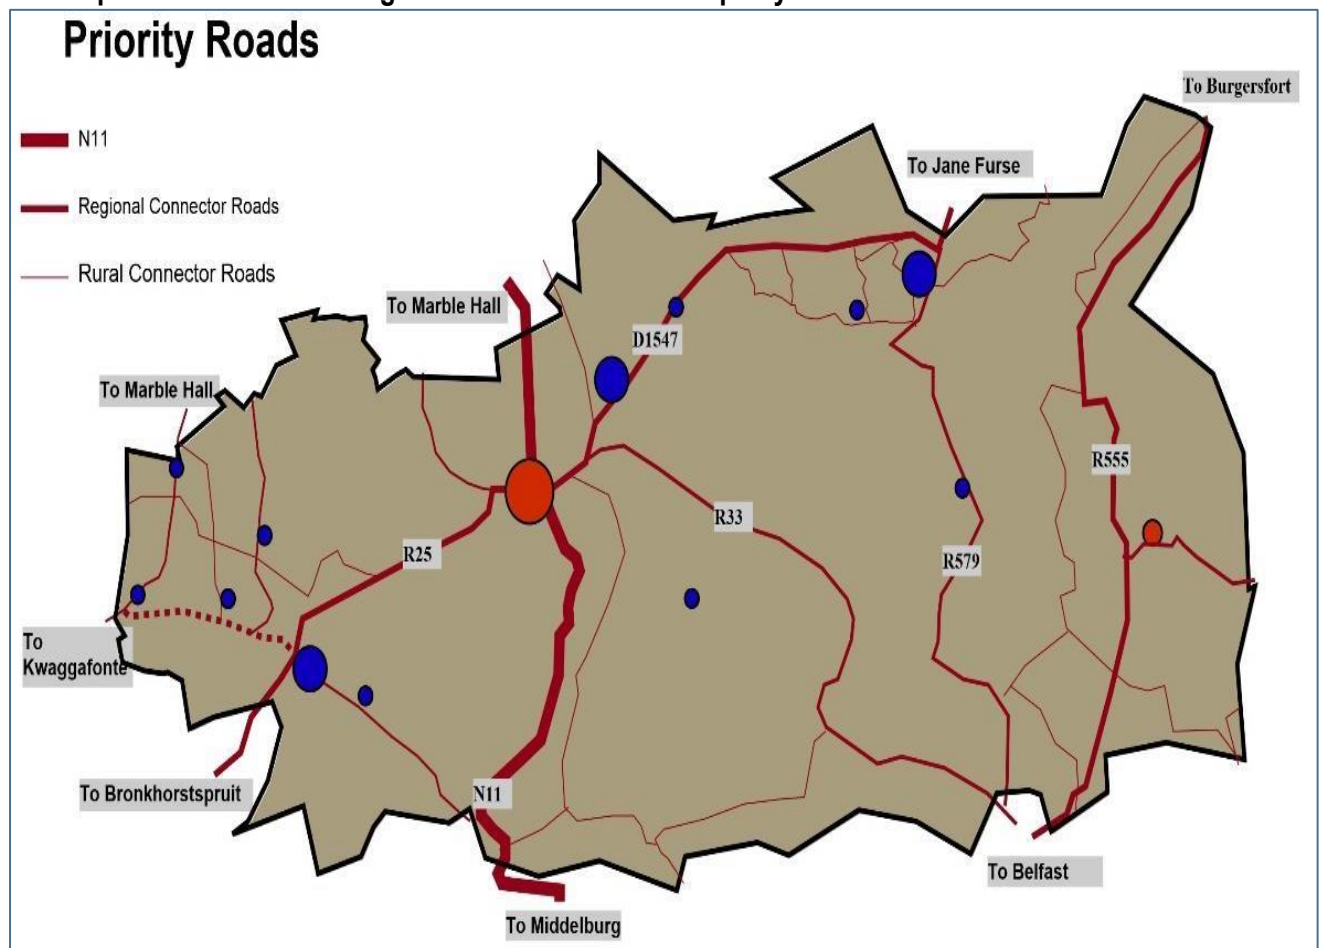 Priority Roads
To Burgersfort
N11
To Jane Furse
Regional Connector Roads
Rural Connector Roads
To Marble Hall
D1547
To Marble Hall
R555
R33
R25
R579
To
Kwaggafonte
To Bronkhorstspruit
N11
To Belfast
To Middelburg